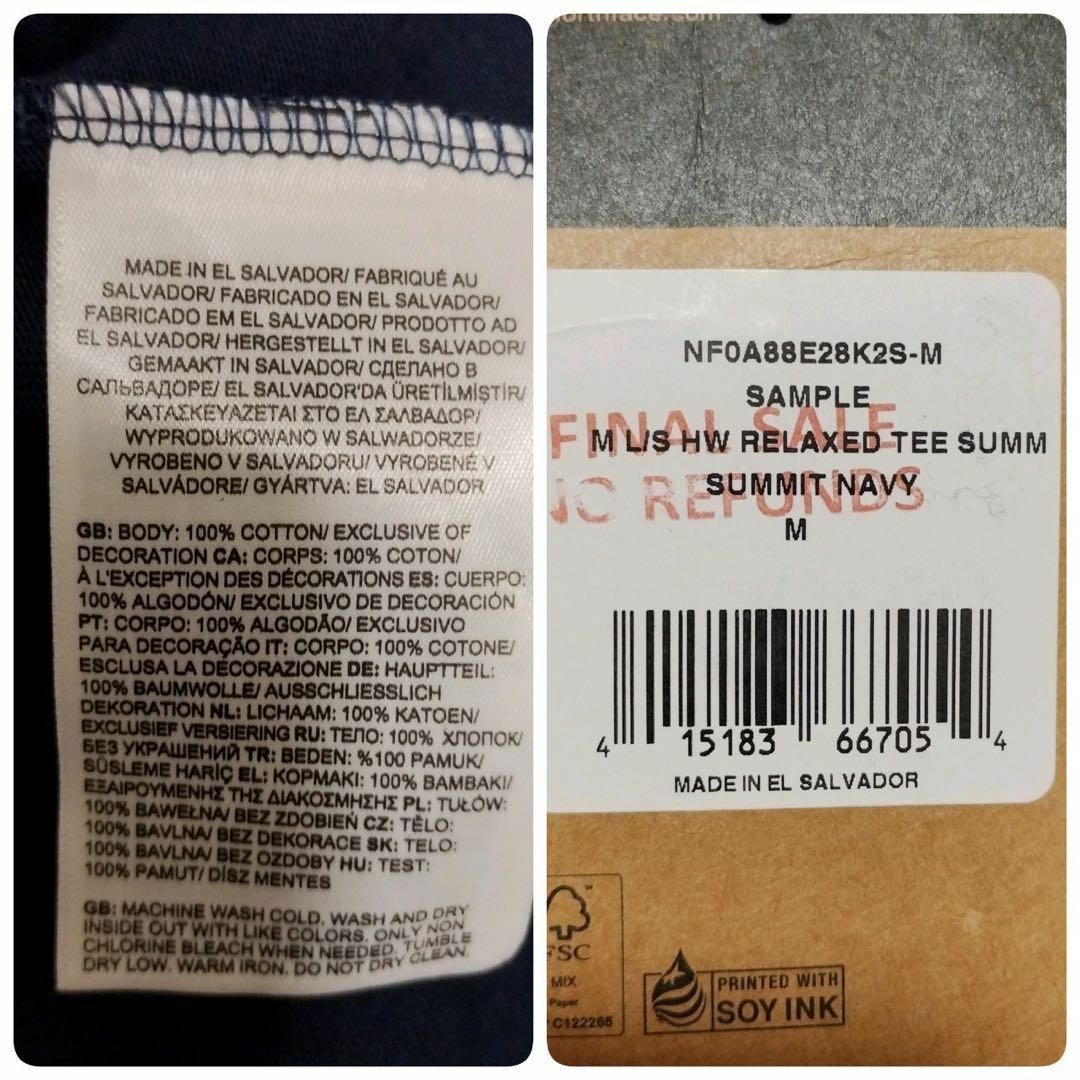 MADE IN EL SALVADOR/ FABRIQUÉ AU
SALVADOR/ FABRICADO EN EL SALVADOR/
FABRICADO EM EL SALVADOR/ PRODOTTO AD
EL SALVADOR/ HERGESTELLT IN EL SALVADOR/
GEMAAKT IN SALVADOR/ СДЕЛАНО В
САЛЬВАДОРЕ/ EL SALVADOR'DA ÜRETİLMİŞTİR/
ΚΑΤΑΣΚΕΥΑΖΕΤΑΙ ΣΤΟ ΕΛ ΣΑΛΒΑΔΟΡ/
WYPRODUKOWANO W SALWADORZE/
VYROBENO V SALVADORU/ VYROBENÉ V
SALVÁDORE/ GYÁRTVA: EL SALVADOR
GB: BODY: 100% COTTON/ EXCLUSIVE OF
DECORATION CA: CORPS: 100% COTON/
À L'EXCEPTION DES DÉCORATIONS ES: CUERPO:
100% ALGODÓN/ EXCLUSIVO DE DECORACIÓN
PT: CORPO: 100% ALGODÃO/ EXCLUSIVO
PARA DECORAÇÃO IT: CORPO: 100% COTONE/
ESCLUSA LA DECORAZIONE DE: HAUPTTEIL:
100% BAUMWOLLE/ AUSSCHLIESSLICH
DEKORATION NL: LICHAAM: 100% KATOEN/
EXCLUSIEF VERSIERING RU: ТЕЛО: 100% ХЛОПОК/
БЕЗ УКРАШЕНИЙ TR: BEDEN: %100 PAMUK/
SÜSLEME HARİÇ EL: ΚΟΡΜΑΚΙ: 100% ΒΑΜΒΑΚΙ/
ΕΞΑΙΡΟΥΜΕΝΗΣ ΤΗΣ ΔΙΑΚΟΣΜΗΣΗΣ PL: TUŁÓW:
100% BAWEŁNA/ BEZ ZDOBIEŃ CZ: TĚLO:
100% BAVLNA/ BEZ DEKORACE SK: TELO:
100% BAVLNA/ BEZ OZDOBY HU: TEST:
100% PAMUT/ DÍSZ MENTES
GB: MACHINE WASH COLD. WASH AND DRY
INSIDE OUT WITH LIKE COLORS. ONLY NON
CHLORINE BLEACH WHEN NEEDED. TUMBLE
DRY LOW. WARM IRON. DO NOT DRY CLEAN.
orthface.com
NF0A88E28K2S-M
SAMPLE
FINAL SALE
M L/S HW RELAXED TEE SUMM
NO REFUNDS
SUMMIT NAVY
M
4 15183 66705 4
MADE IN EL SALVADOR
FSC
MIX
Paper
C122265
PRINTED WITH
SOY INK